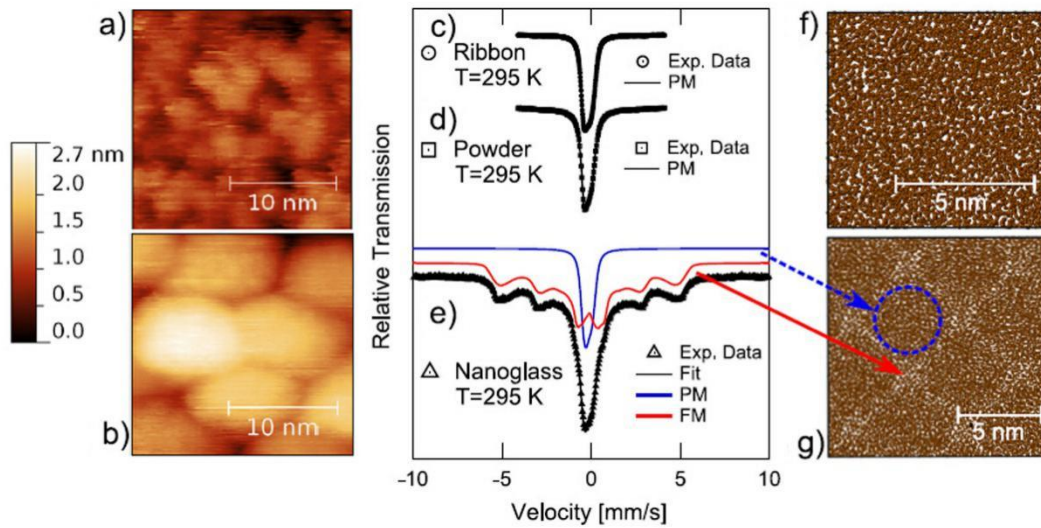 a)
2.7 nm
2.0
1.5
1.0
0.5
0.0
10 nm
b)
10 nm
Relative Transmission
c)
Ribbon
T=295 K
Exp. Data
PM
d)
Powder
T=295 K
Exp. Data
PM
e)
Nanoglass
T=295 K
Exp. Data
Fit
PM
FM
−10
−5
0
5
10
Velocity [mm/s]
f)
5 nm
5 nm
g)